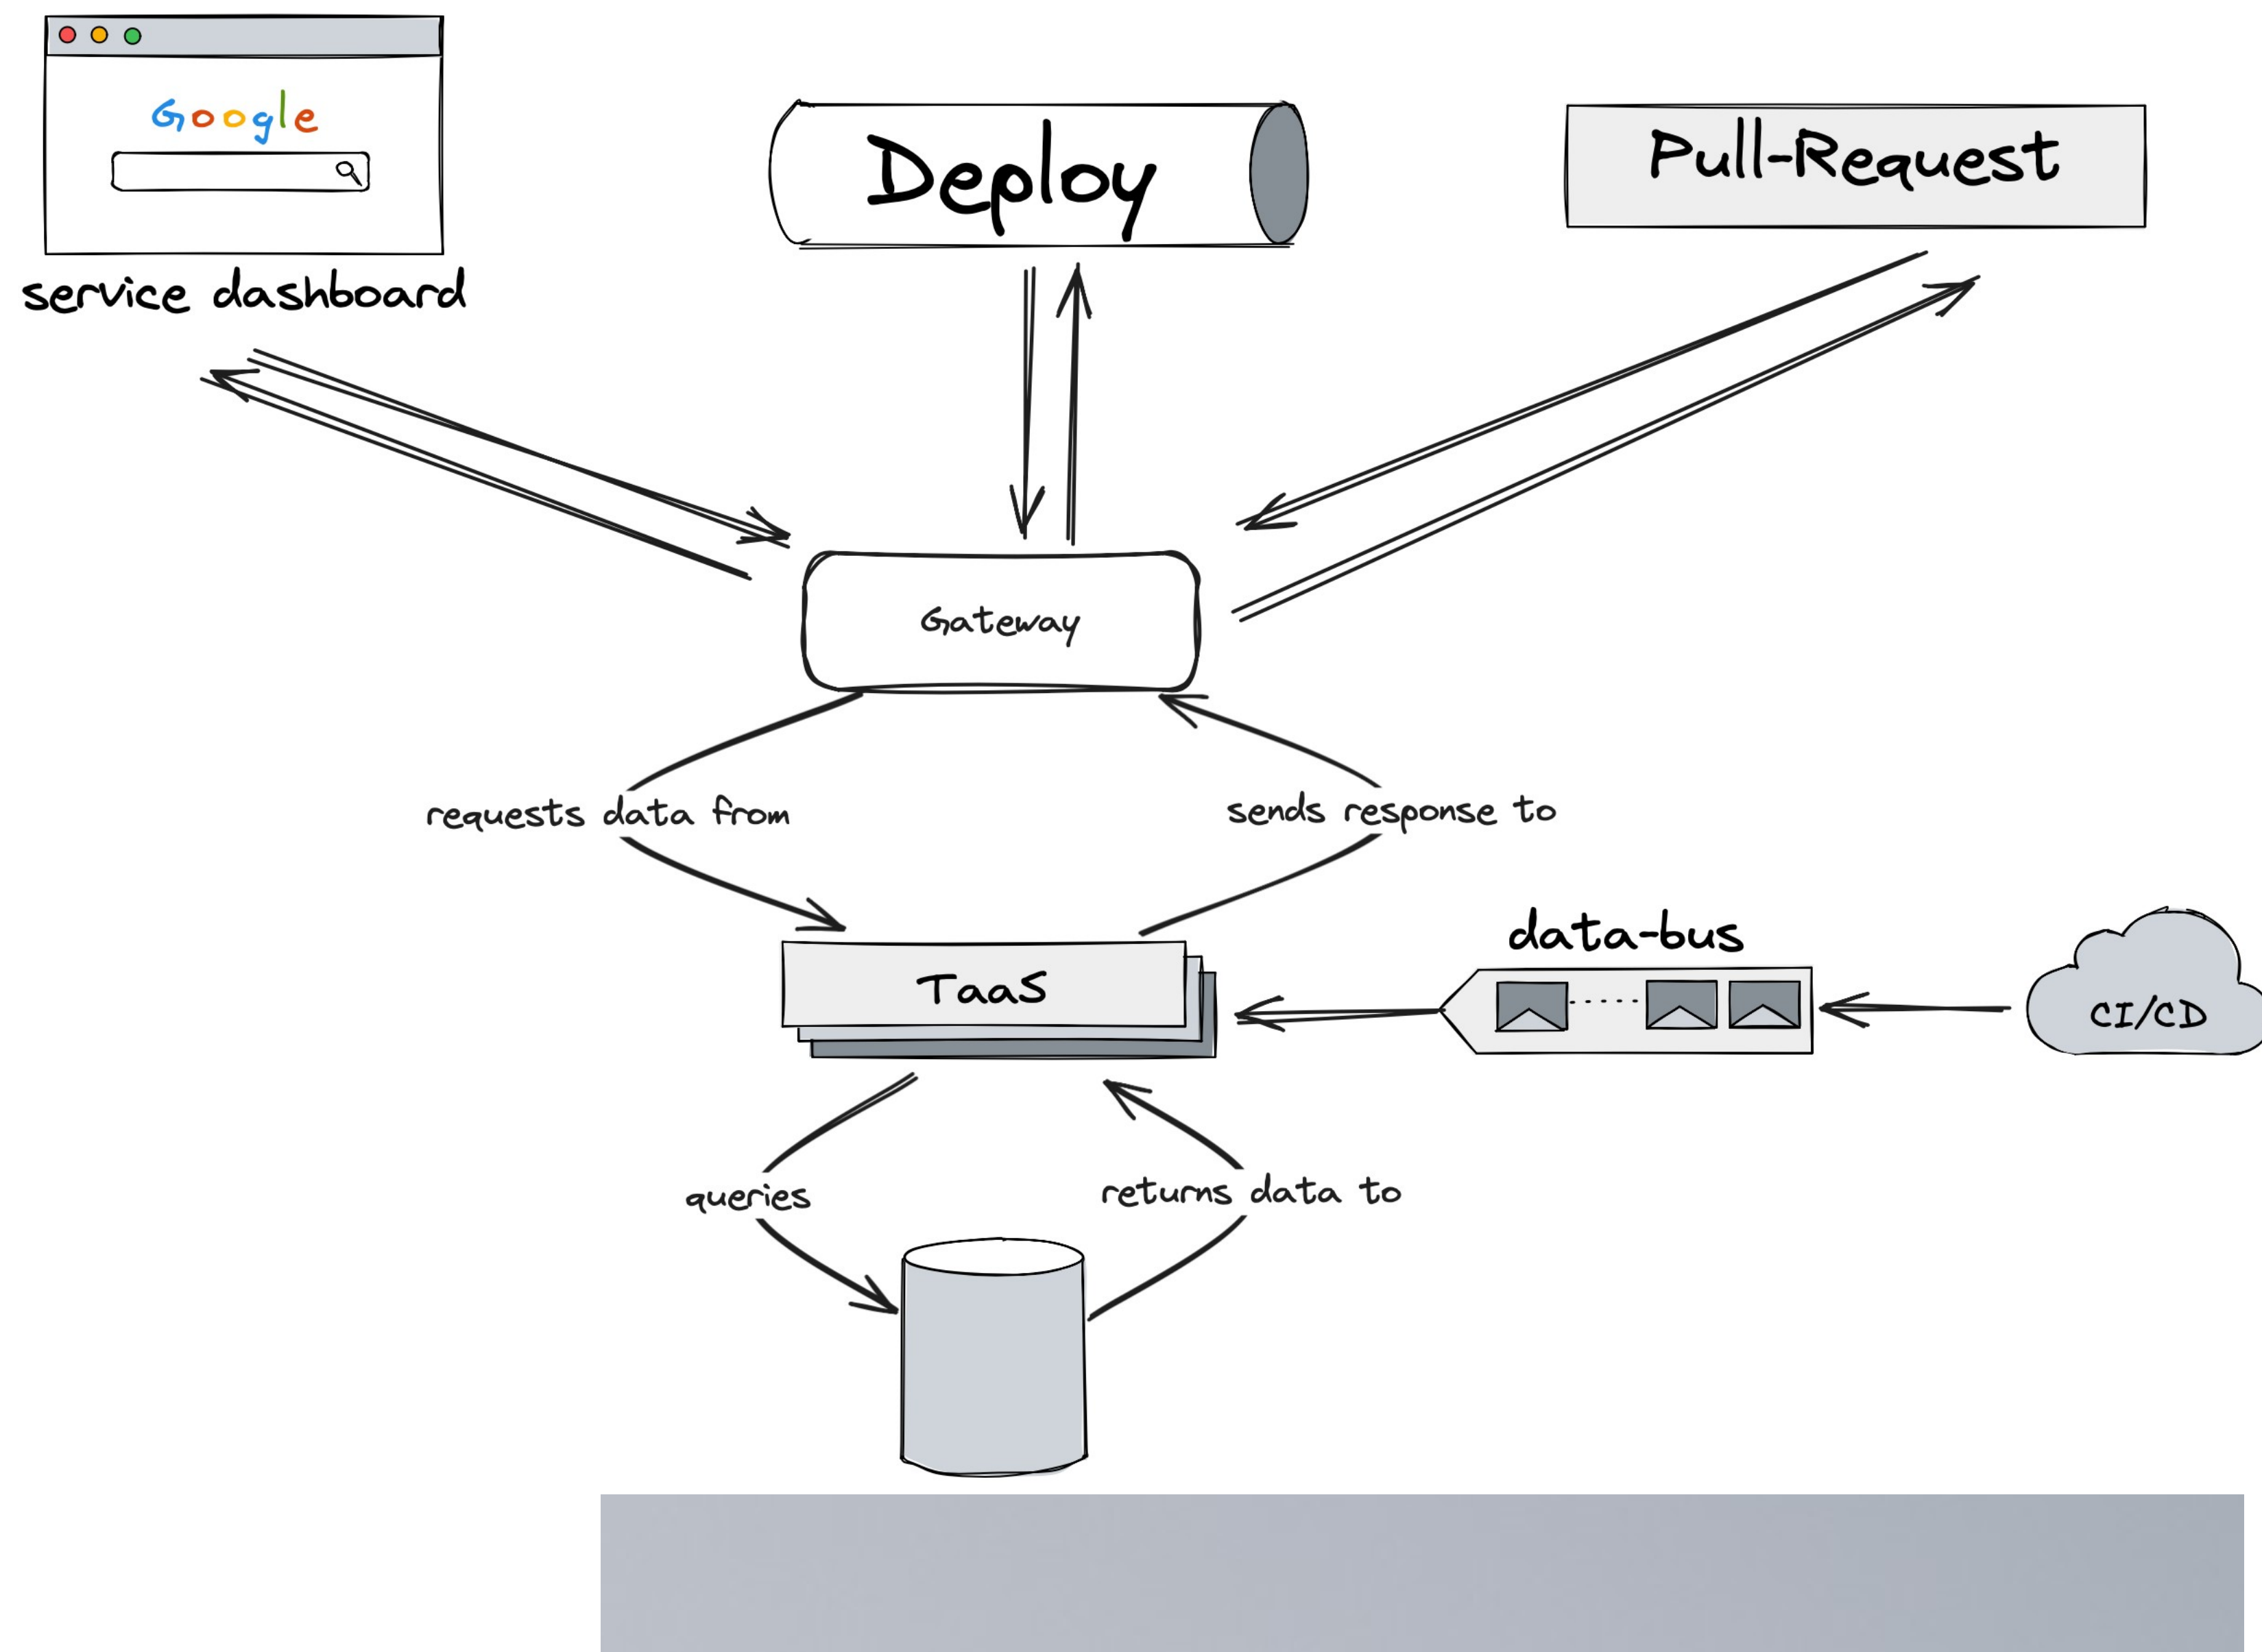 Google
service dashboard
Deploy
Pull-Request
Gateway
requests data from
sends response to
TaaS
data-bus
CI/CD
queries
returns data to